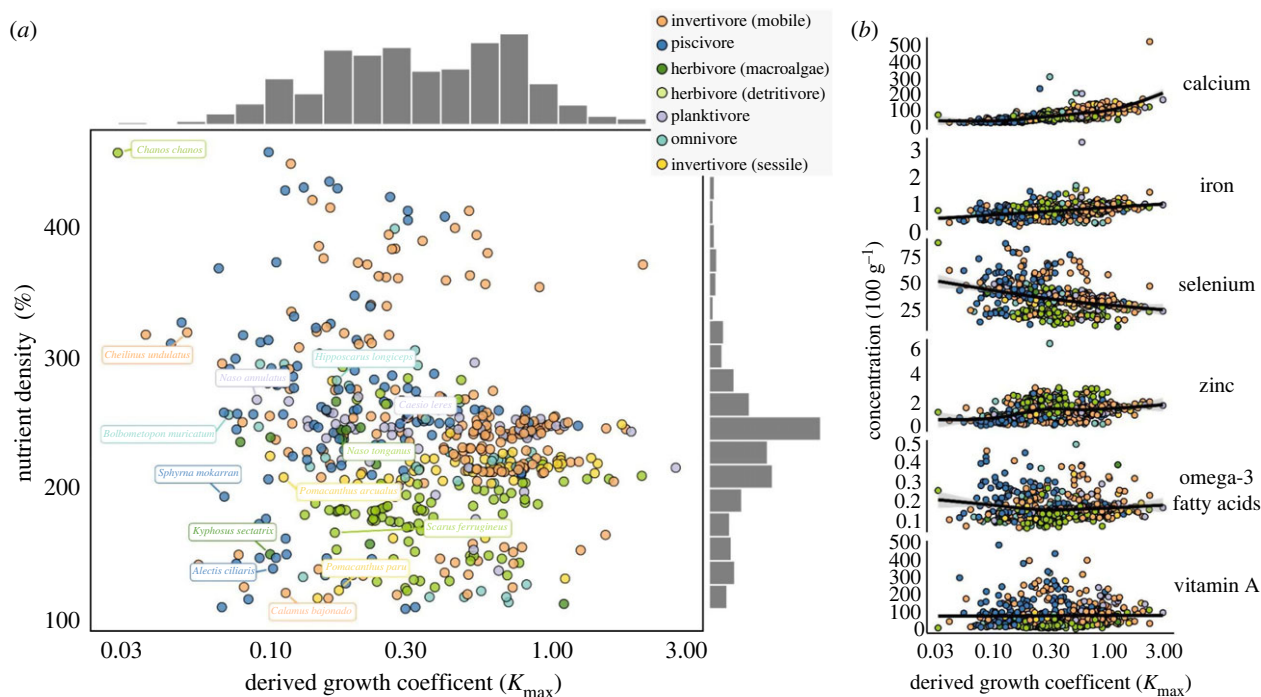 (a)
invertivore (mobile)
piscivore
herbivore (macroalgae)
herbivore (detritivore)
planktivore
omnivore
invertivore (sessile)
nutrient density (%)
400
300
200
100
Chanos chanos
Cheilinus undulatus
Hipposcarus longiceps
Naso annulatus
Caesio teres
Bolbometopon muricatum
Naso tonganus
Sphyrna mokarran
Pomacanthus arcuatus
Kyphosus sectatrix
Scarus ferrugineus
Alectis ciliaris
Pomacanthus paru
Calamus bajonado
0.03 0.10 0.30 1.00 3.00
derived growth coefficent (Kmax)
(b)
concentration (100 g–1)
500
400
300
200
100
0
calcium
3
2
1
0
iron
75
50
25
selenium
6
4
2
0
zinc
0.5
0.4
0.3
0.2
0.1
omega-3
fatty acids
500
400
300
200
100
0
vitamin A
0.03 0.10 0.30 1.00 3.00
derived growth coefficent (Kmax)